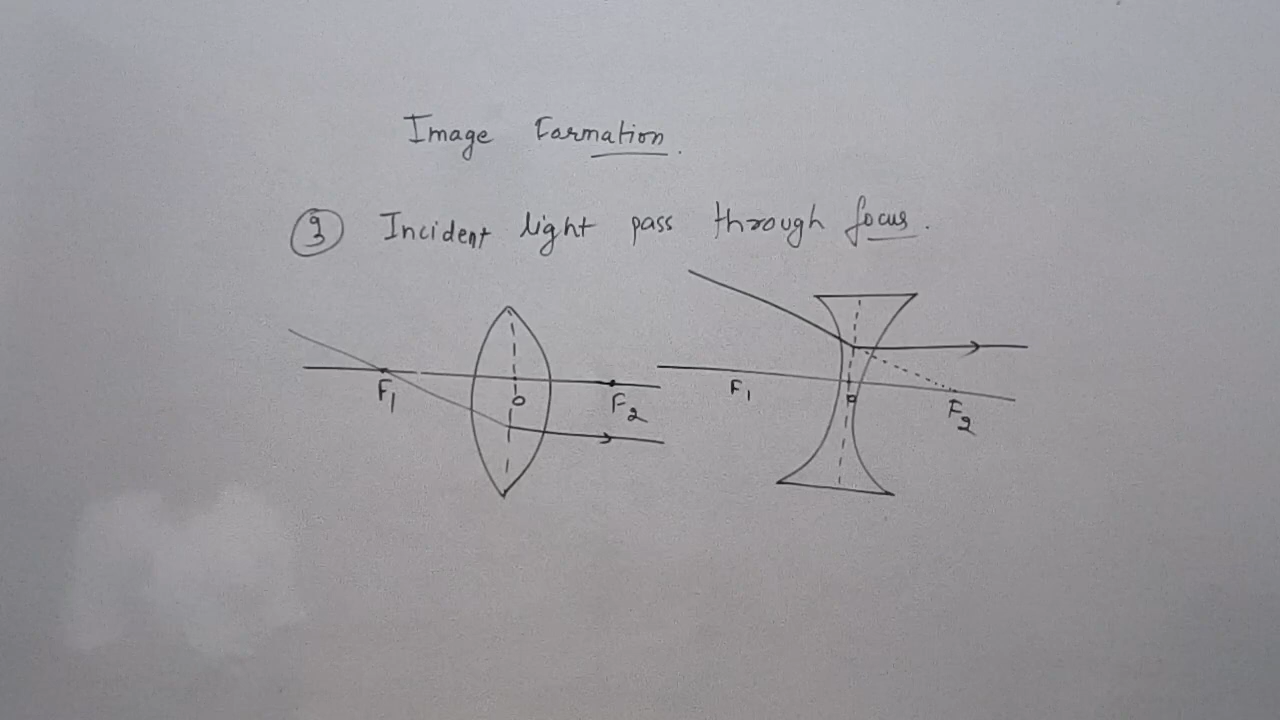 Image Formation.
3 Incident light pass through focus.
F1 O F2
F1 O F2